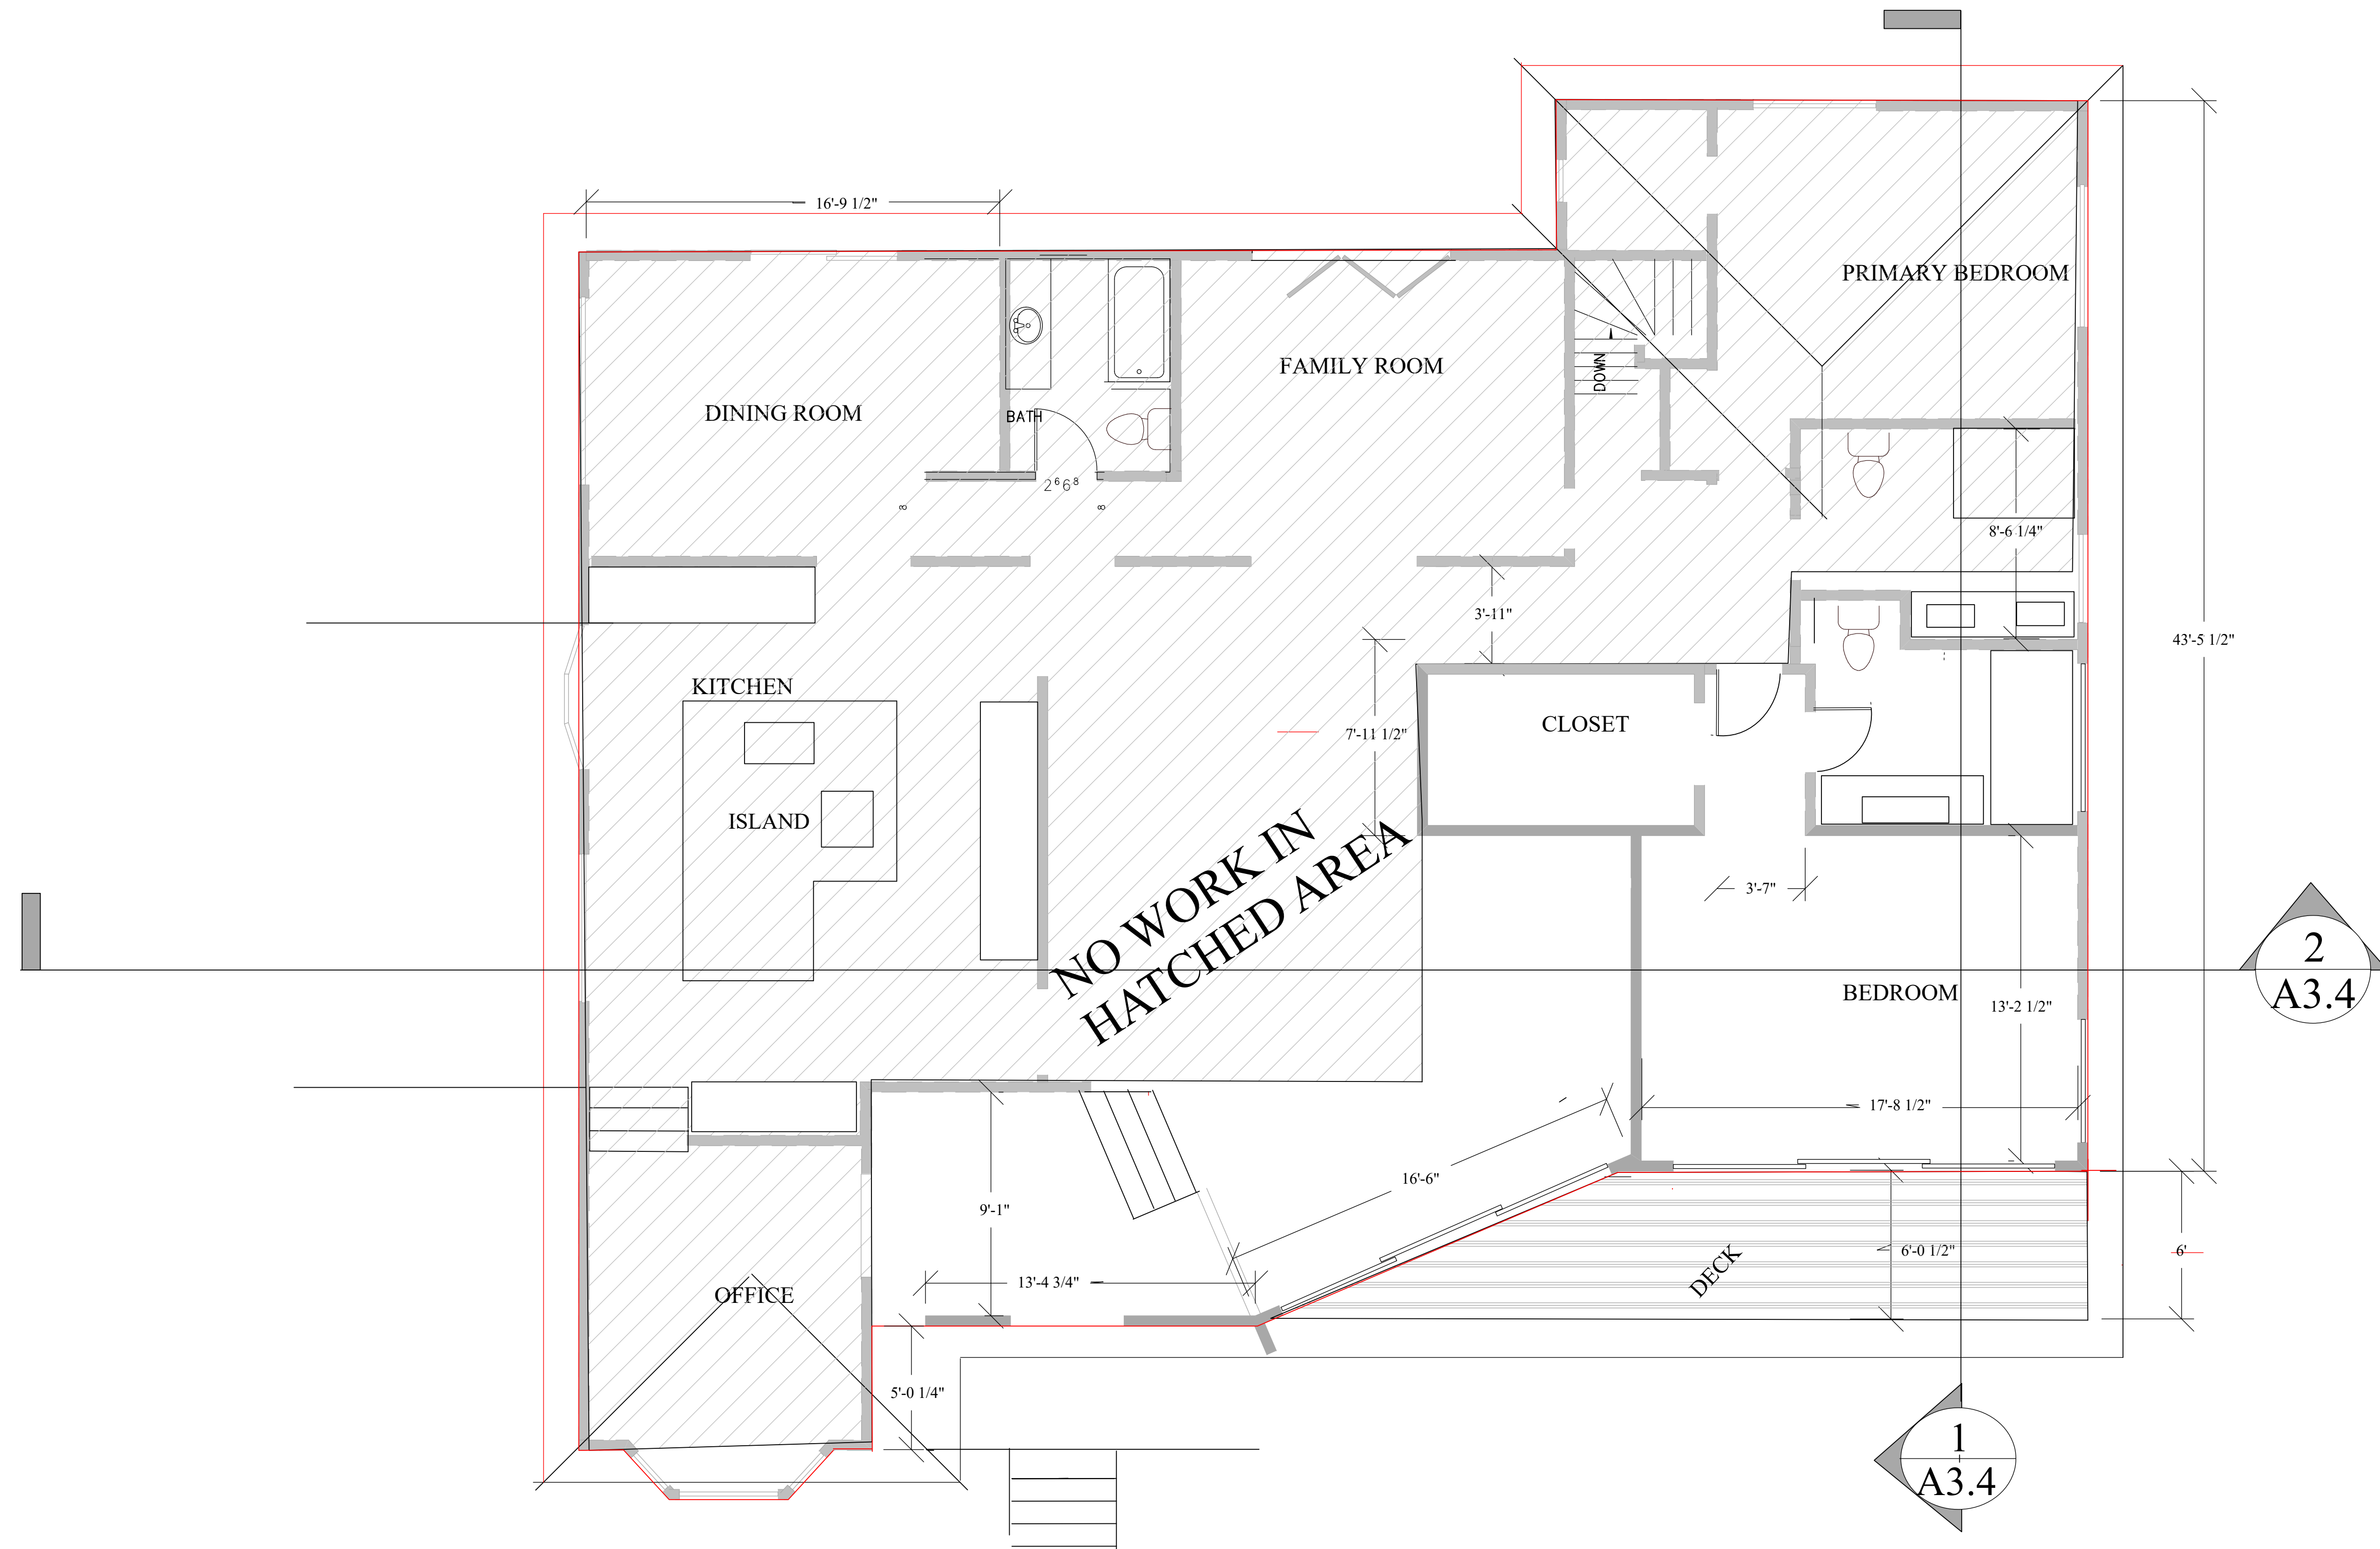 16'-9 1/2"
PRIMARY BEDROOM
FAMILY ROOM
DOWN
DINING ROOM
BATH
2⁶6⁸
8
8
8'-6 1/4"
3'-11"
43'-5 1/2"
KITCHEN
CLOSET
7'-11 1/2"
ISLAND
NO WORK IN
HATCHED AREA
3'-7"
2
A3.4
BEDROOM
13'-2 1/2"
17'-8 1/2"
16'-6"
9'-1"
6'-0 1/2"
6'
DECK
13'-4 3/4"
OFFICE
5'-0 1/4"
1
A3.4